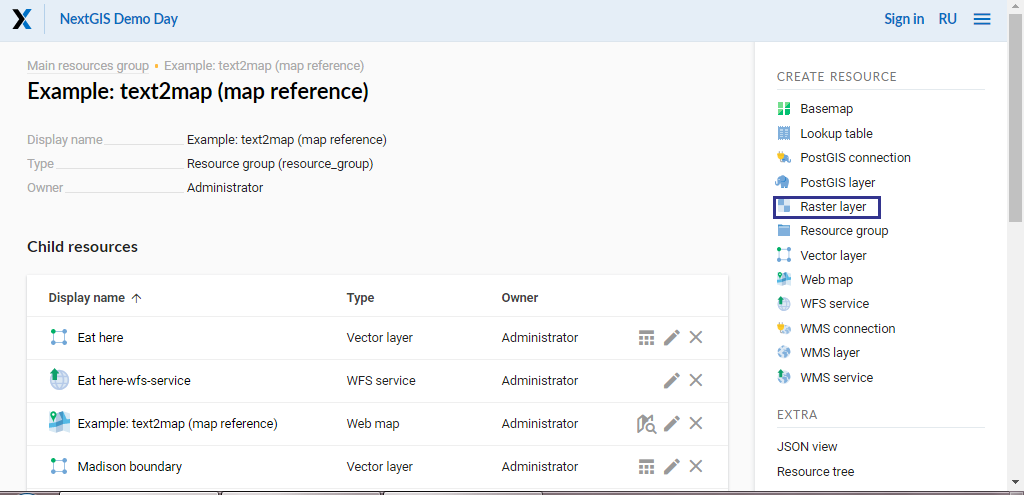 NextGIS Demo Day
Sign in RU
Main resources group • Example: text2map (map reference)
Example: text2map (map reference)
Display name Example: text2map (map reference)
Type Resource group (resource_group)
Owner Administrator
Child resources
Display name ↑ Type Owner
Eat here Vector layer Administrator
Eat here-wfs-service WFS service Administrator
Example: text2map (map reference) Web map Administrator
Madison boundary Vector layer Administrator
CREATE RESOURCE
Basemap
Lookup table
PostGIS connection
PostGIS layer
Raster layer
Resource group
Vector layer
Web map
WFS service
WMS connection
WMS layer
WMS service
EXTRA
JSON view
Resource tree